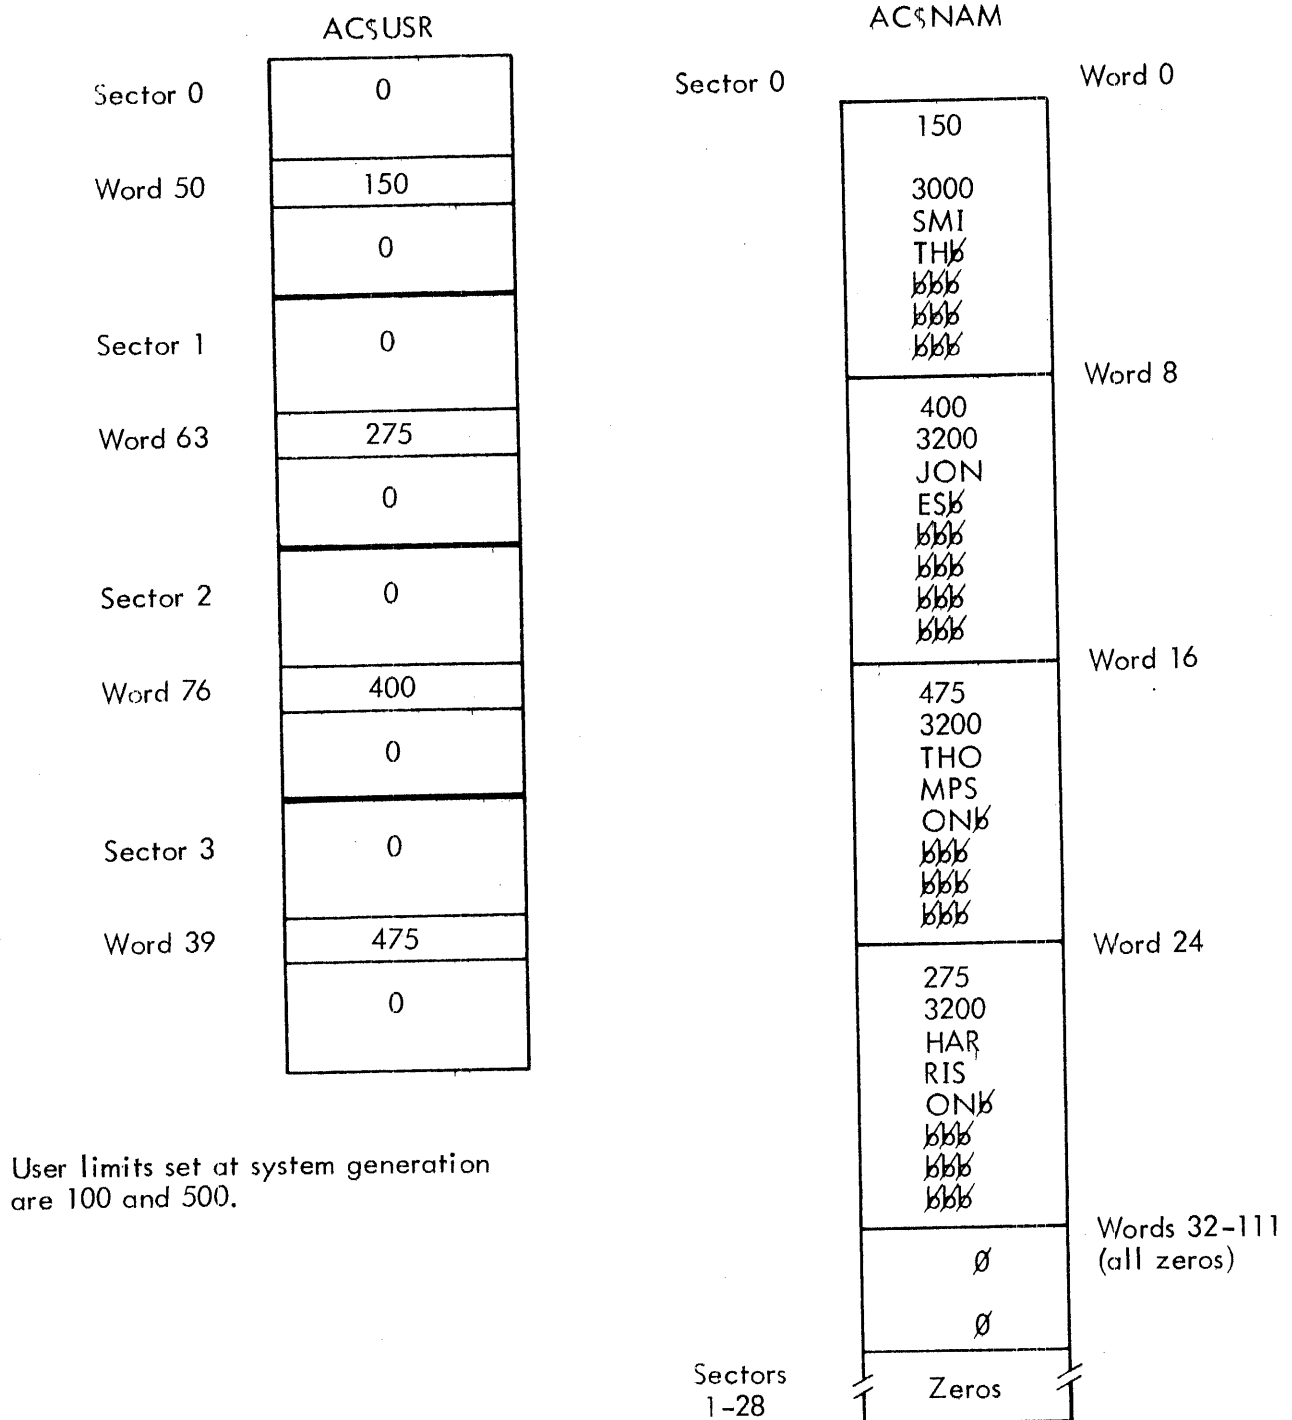 AC$USR
Sector 0
0
Word 50
150
0
Sector 1
0
Word 63
275
0
Sector 2
0
Word 76
400
0
Sector 3
0
Word 39
475
0
User limits set at system generation
are 100 and 500.
AC$NAM
Sector 0
Word 0
150
3000
SMI
THb̸
b̸b̸b̸
b̸b̸b̸
b̸b̸b̸
Word 8
400
3200
JON
ESb̸
b̸b̸b̸
b̸b̸b̸
b̸b̸b̸
b̸b̸b̸
Word 16
475
3200
THO
MPS
ONb̸
b̸b̸b̸
b̸b̸b̸
b̸b̸b̸
Word 24
275
3200
HAR
RIS
ONb̸
b̸b̸b̸
b̸b̸b̸
b̸b̸b̸
Words 32-111
(all zeros)
Ø
Ø
Sectors
1-28
Zeros